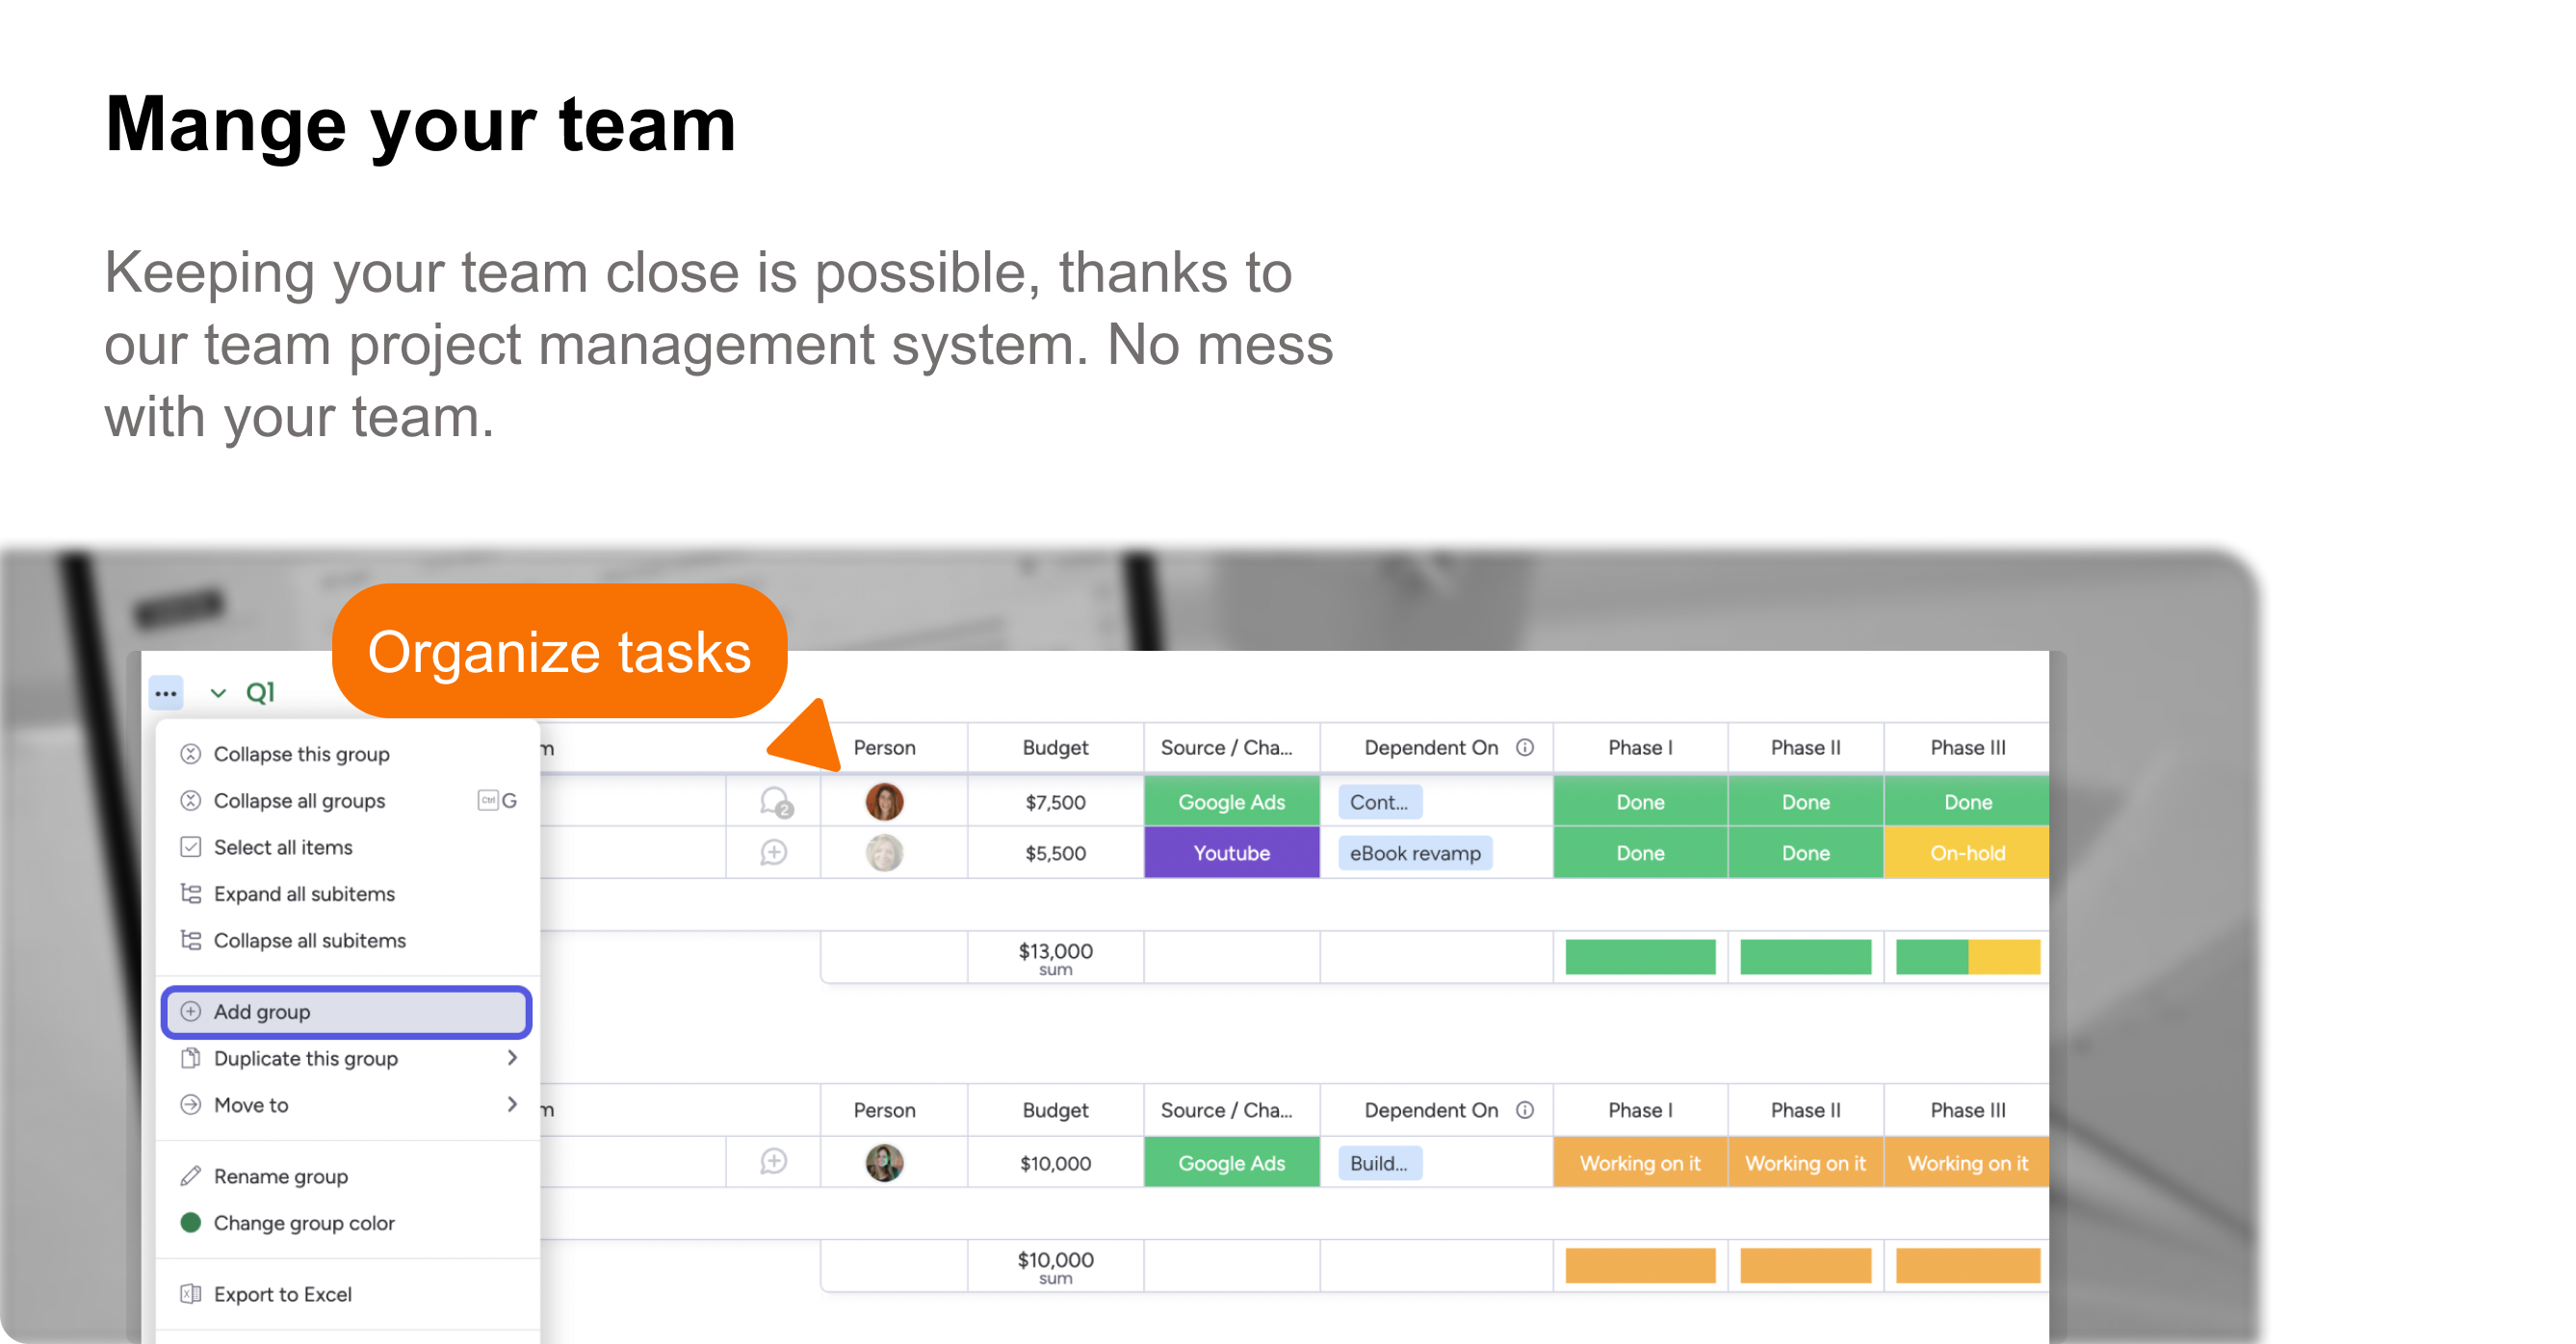 Mange your team
Keeping your team close is possible, thanks to
our team project management system. No mess
with your team.
Organize tasks
Q1
Collapse this group
Collapse all groups Ctrl G
Select all items
Expand all subitems
Collapse all subitems
Add group
Duplicate this group
Move to
Rename group
Change group color
Export to Excel
m Person Budget Source / Cha... Dependent On Phase I Phase II Phase III
2 $7,500 Google Ads Cont... Done Done Done
$5,500 Youtube eBook revamp Done Done On-hold
$13,000
sum
m Person Budget Source / Cha... Dependent On Phase I Phase II Phase III
$10,000 Google Ads Build... Working on it Working on it Working on it
$10,000
sum